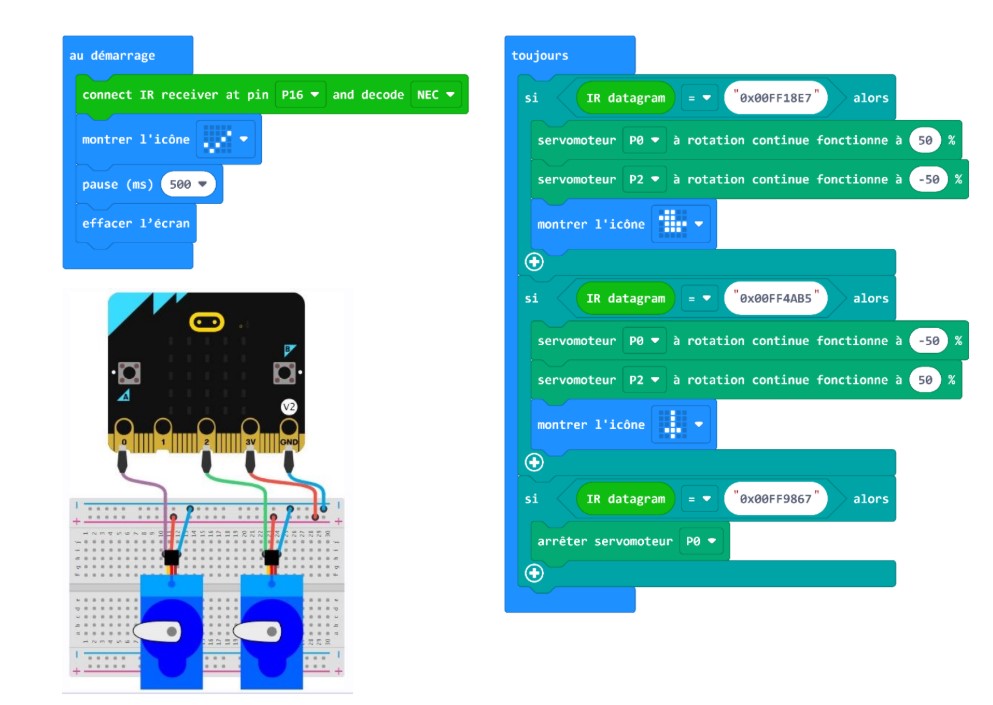 au démarrage
connect IR receiver at pin P16 and decode NEC
montrer l'icône
pause (ms) 500
effacer l'écran
toujours
si IR datagram = "0x00FF18E7" alors
servomoteur P0 à rotation continue fonctionne à 50 %
servomoteur P2 à rotation continue fonctionne à -50 %
montrer l'icône
si IR datagram = "0x00FF4AB5" alors
servomoteur P0 à rotation continue fonctionne à -50 %
servomoteur P2 à rotation continue fonctionne à 50 %
montrer l'icône
si IR datagram = "0x00FF9867" alors
arrêter servomoteur P0
B
A
V2
0 1 2 3V GND